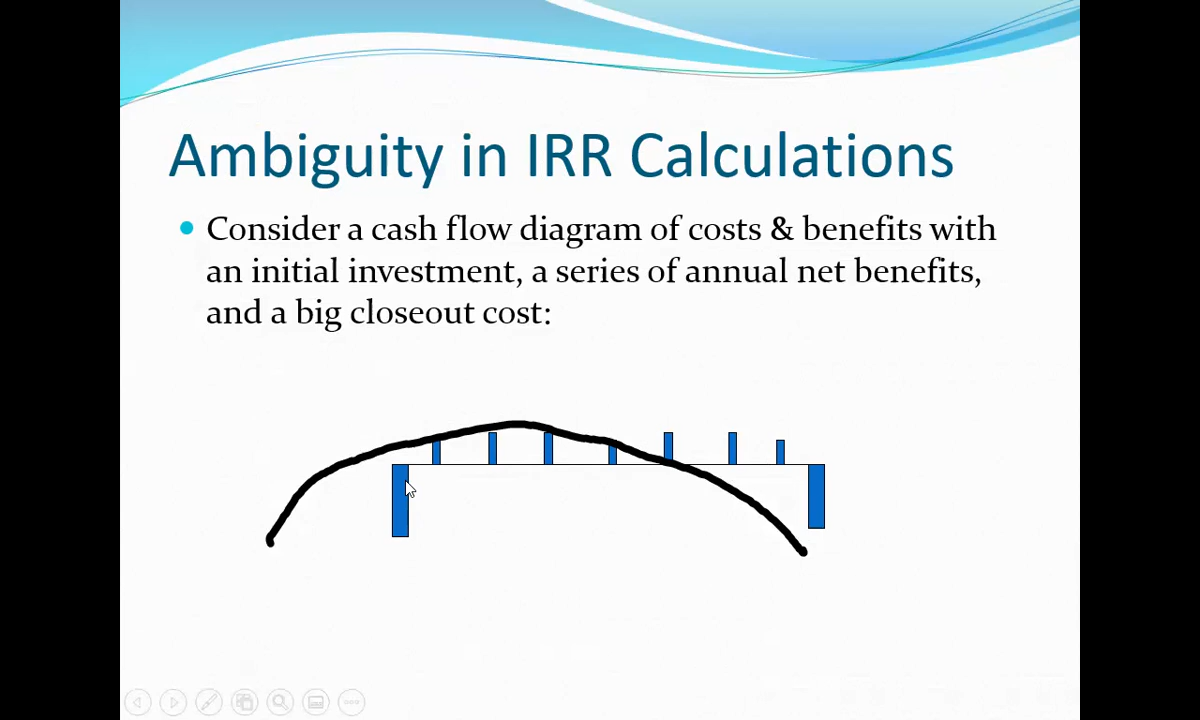 Ambiguity in IRR Calculations
Consider a cash flow diagram of costs & benefits with
an initial investment, a series of annual net benefits,
and a big closeout cost: